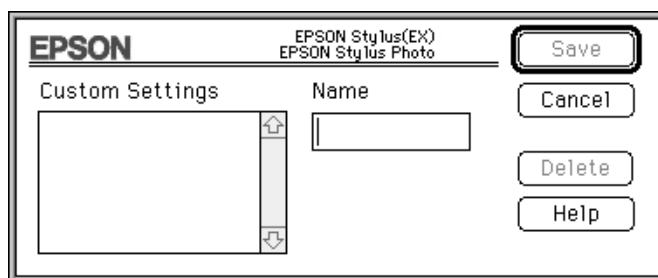 EPSON
EPSON Stylus(EX)
EPSON Stylus Photo
Save
Custom Settings
Name
Cancel
Delete
Help